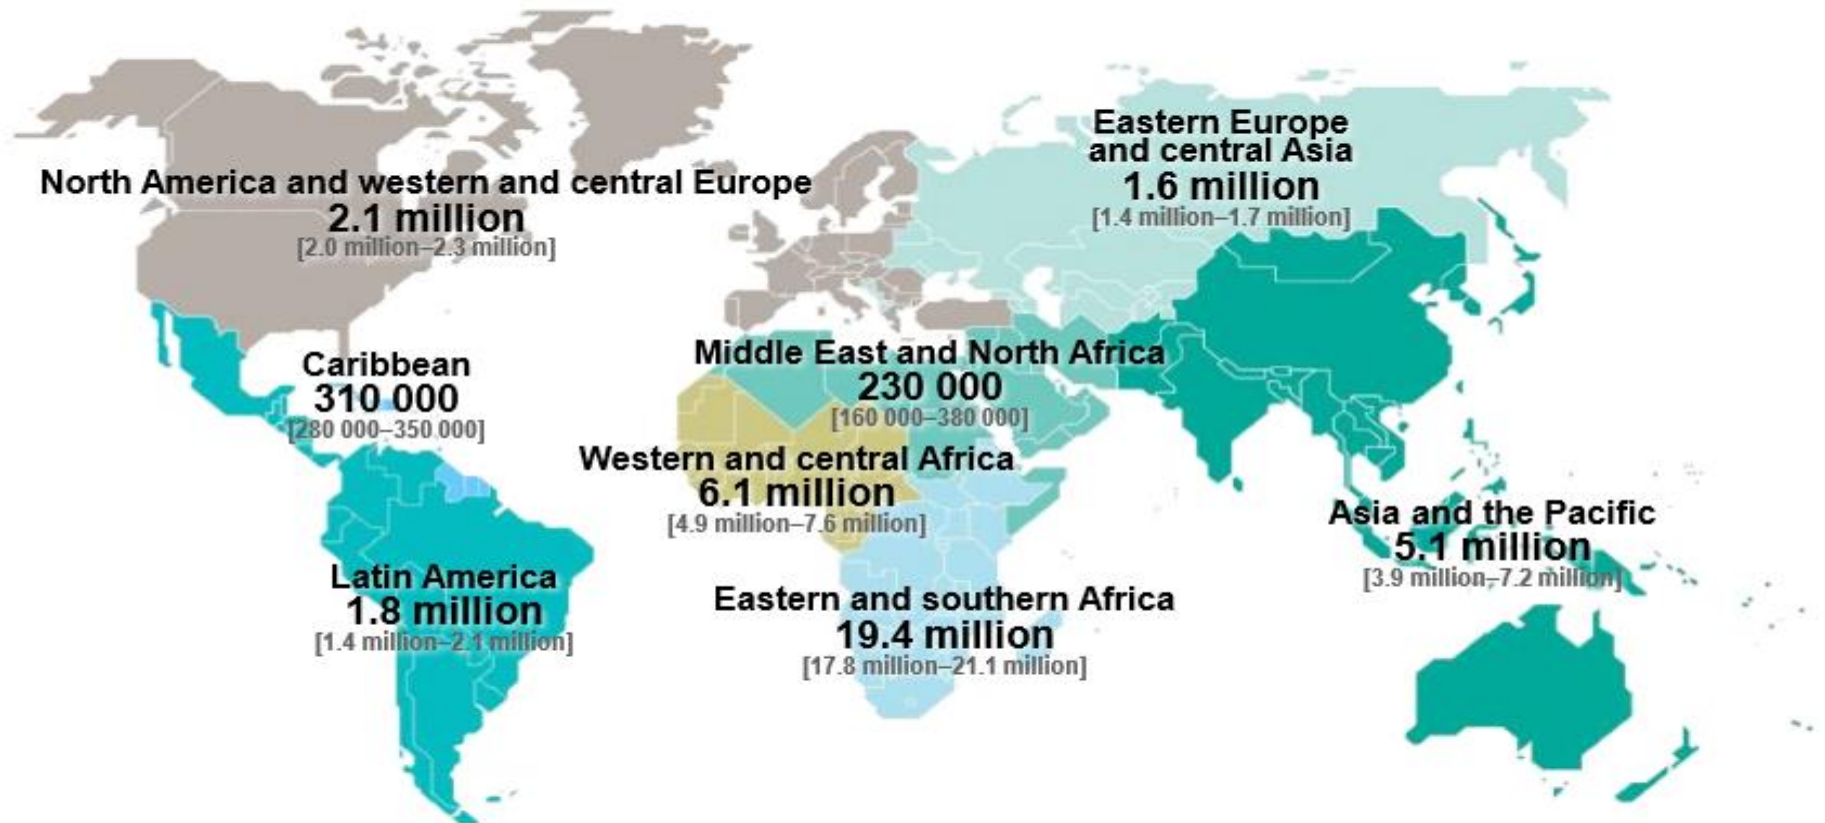 Eastern Europe
and central Asia
1.6 million
[1.4 million–1.7 million]
North America and western and central Europe
2.1 million
[2.0 million–2.3 million]
Caribbean
310 000
[280 000–350 000]
Middle East and North Africa
230 000
[160 000–380 000]
Western and central Africa
6.1 million
[4.9 million–7.6 million]
Asia and the Pacific
5.1 million
[3.9 million–7.2 million]
Latin America
1.8 million
[1.4 million–2.1 million]
Eastern and southern Africa
19.4 million
[17.8 million–21.1 million]